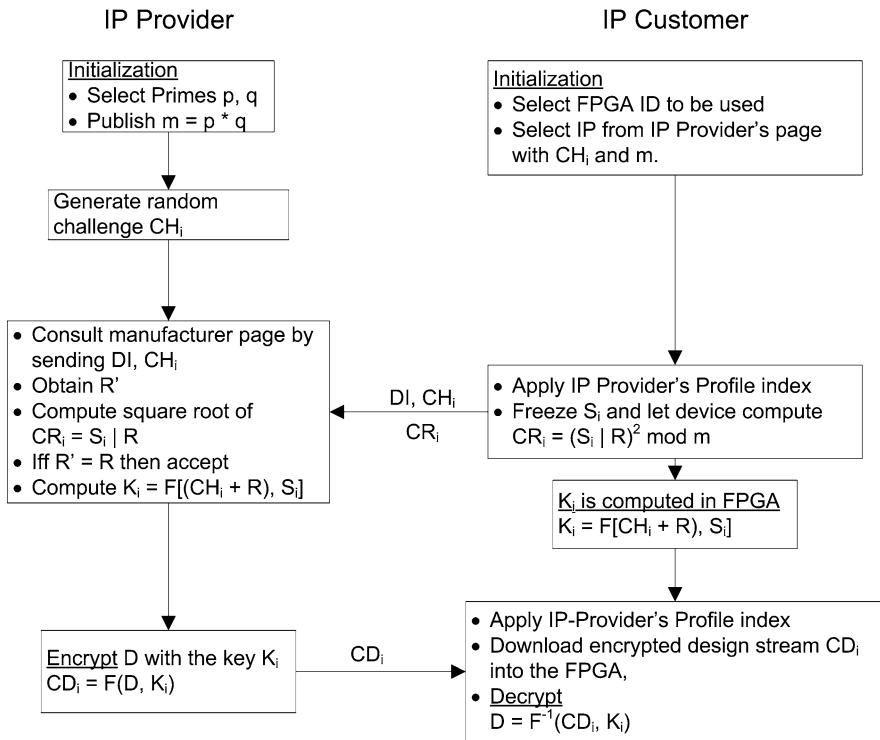 IP Provider
Initialization
• Select Primes p, q
• Publish m = p * q
Generate random
challenge CHᵢ
• Consult manufacturer page by
sending DI, CHᵢ
• Obtain R'
• Compute square root of
CRᵢ = Sᵢ | R
• Iff R' = R then accept
• Compute Kᵢ = F[(CHᵢ + R), Sᵢ]
Encrypt D with the key Kᵢ
CDᵢ = F(D, Kᵢ)
DI, CHᵢ
CRᵢ
CDᵢ
IP Customer
Initialization
• Select FPGA ID to be used
• Select IP from IP Provider's page
with CHᵢ and m.
• Apply IP Provider's Profile index
• Freeze Sᵢ and let device compute
CRᵢ = (Sᵢ | R)² mod m
Kᵢ is computed in FPGA
Kᵢ = F[CHᵢ + R), Sᵢ]
• Apply IP-Provider's Profile index
• Download encrypted design stream CDᵢ
into the FPGA,
• Decrypt
D = F⁻¹(CDᵢ, Kᵢ)